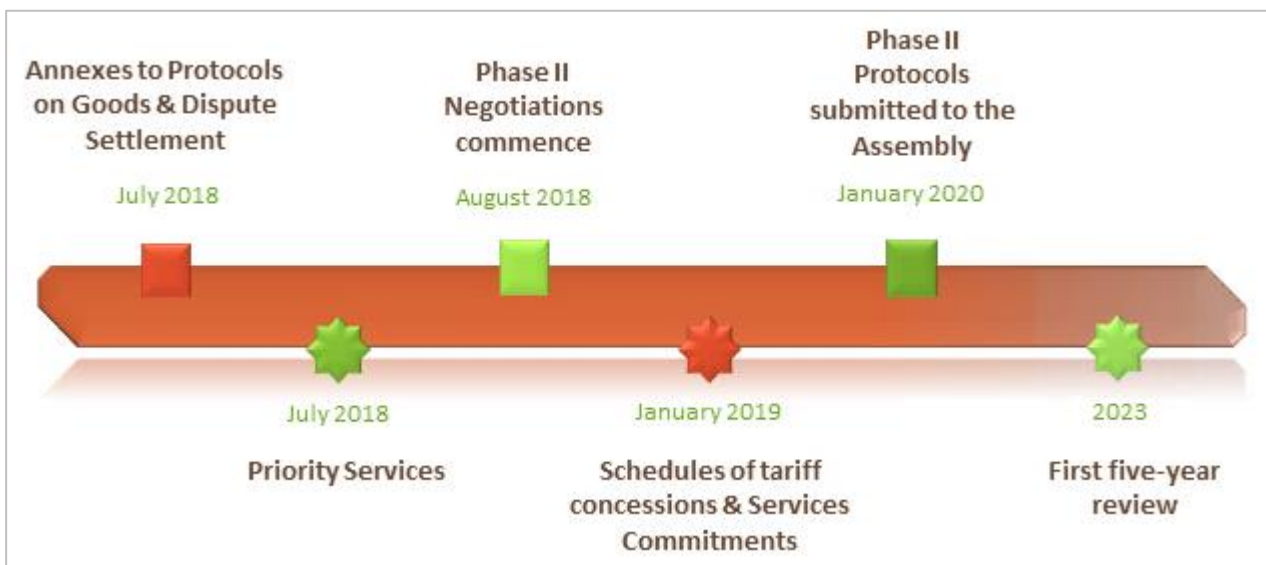 Annexes to Protocols
on Goods & Dispute
Settlement
July 2018
Phase II
Negotiations
commence
August 2018
Phase II
Protocols
submitted to the
Assembly
January 2020
July 2018
Priority Services
January 2019
Schedules of tariff
concessions & Services
Commitments
2023
First five-year
review